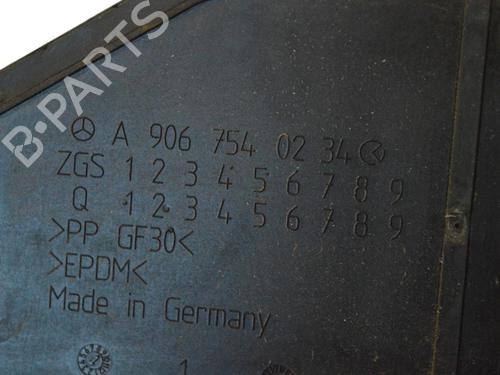 A 906 754 02 34
ZGS 1 2 3 4 5 6 7 8 9
Q 1 2 3 4 5 6 7 8 9
>PP GF30<
>EPDM<
Made in Germany
1
B-PARTS